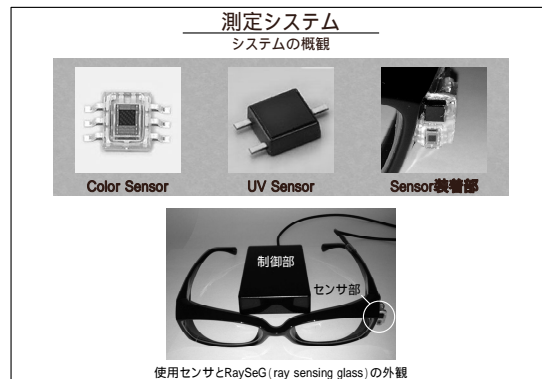 測定システム
システムの概観
Color Sensor
UV Sensor
Sensor装着部
制御部
センサ部
使用センサとRaySeG(ray sensing glass)の外観